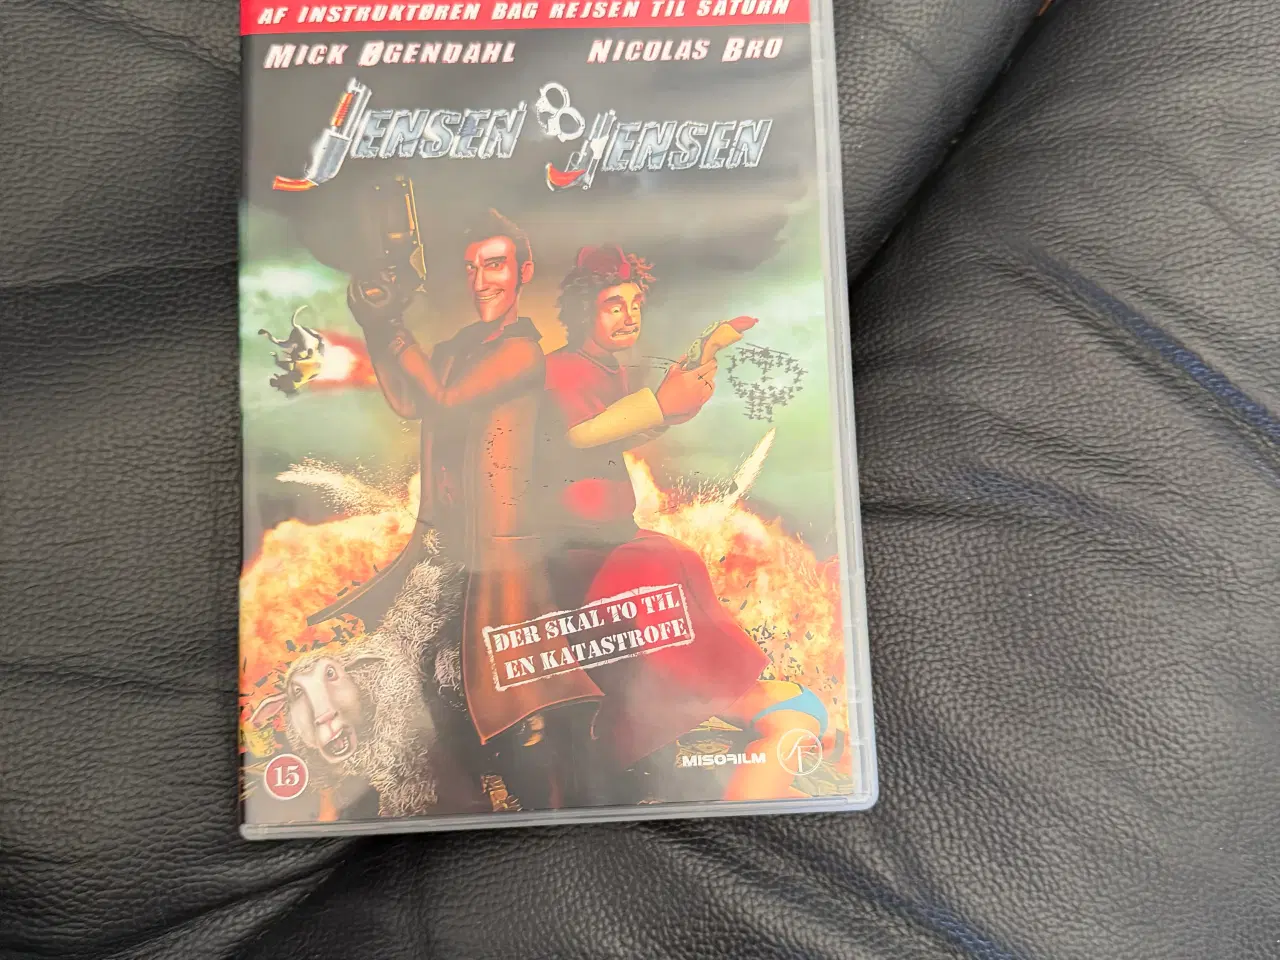 AF INSTRUKTØREN BAG REJSEN TIL SATURN
MICK ØGENDAHL NICOLAS BRO
JENSEN & JENSEN
DER SKAL TO TIL
EN KATASTROFE
15
MISOFILM SF